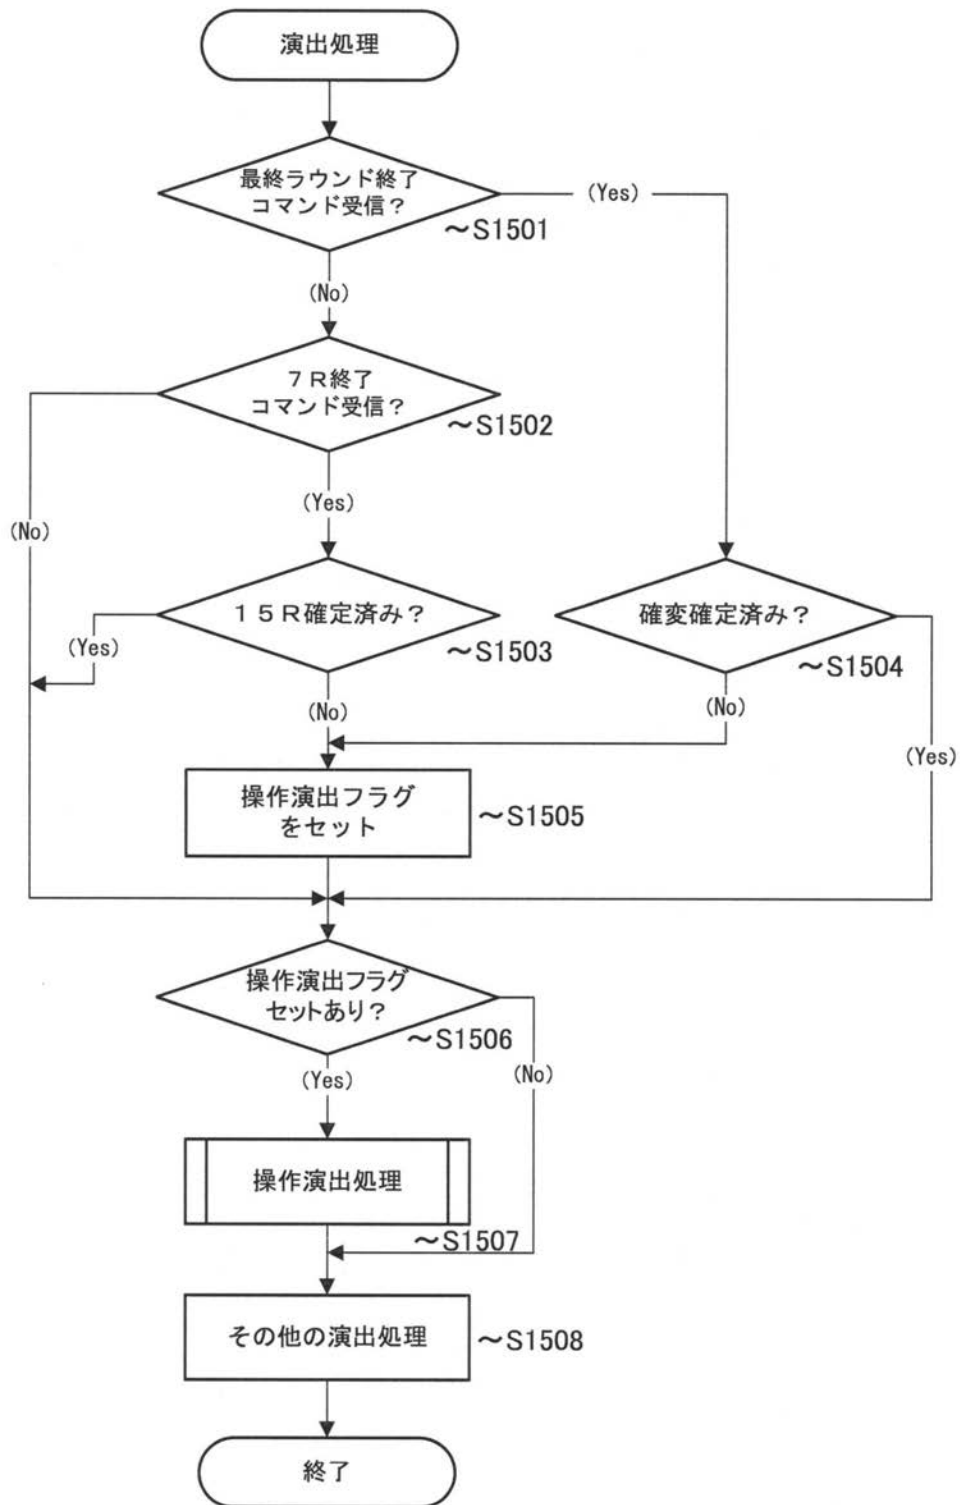 演出処理
最終ラウンド終了
コマンド受信？
(Yes)
～S1501
(No)
７Ｒ終了
コマンド受信？
～S1502
(Yes)
(No)
１５Ｒ確定済み？
確変確定済み？
(Yes)
～S1503
～S1504
(No)
(No)
(Yes)
操作演出フラグ
をセット
～S1505
操作演出フラグ
セットあり？
～S1506
(Yes)
(No)
操作演出処理
～S1507
その他の演出処理
～S1508
終了